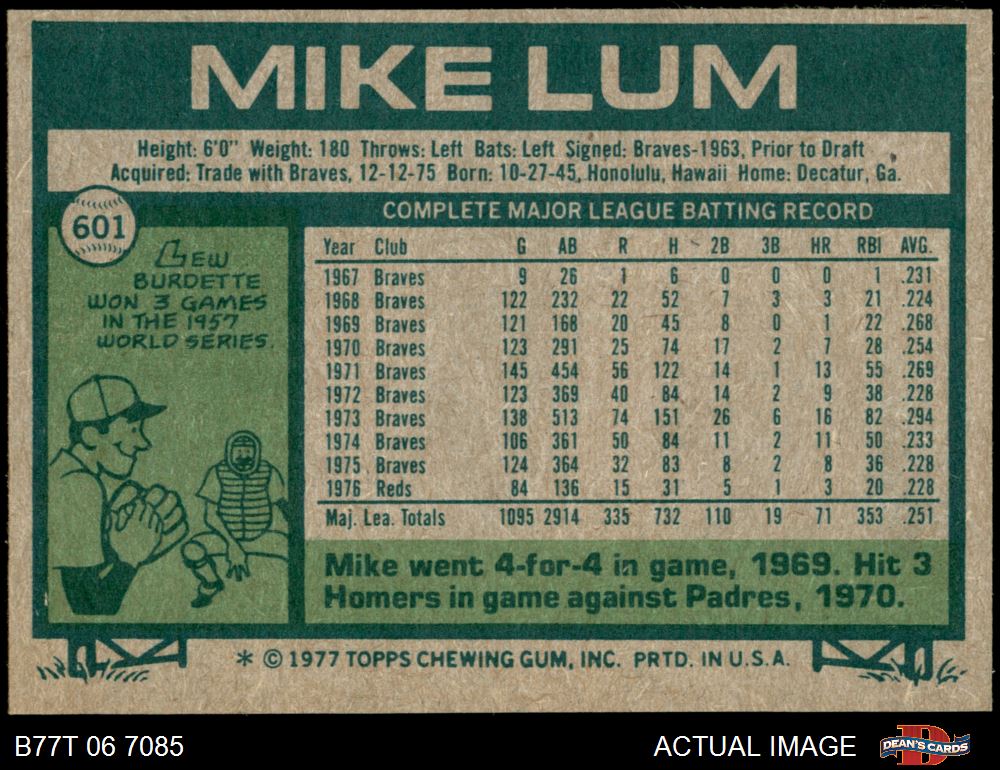 MIKE LUM
Height: 6'0" Weight: 180 Throws: Left Bats: Left Signed: Braves-1963, Prior to Draft
Acquired: Trade with Braves, 12-12-75 Born: 10-27-45, Honolulu, Hawaii Home: Decatur, Ga.
601
LEW
BURDETTE
WON 3 GAMES
IN THE 1957
WORLD SERIES.
COMPLETE MAJOR LEAGUE BATTING RECORD
Year Club G AB R H 2B 3B HR RBI AVG.
1967 Braves 9 26 1 6 0 0 0 1 .231
1968 Braves 122 232 22 52 7 3 3 21 .224
1969 Braves 121 168 20 45 8 0 1 22 .268
1970 Braves 123 291 25 74 17 2 7 28 .254
1971 Braves 145 454 56 122 14 1 13 55 .269
1972 Braves 123 369 40 84 14 2 9 38 .228
1973 Braves 138 513 74 151 26 6 16 82 .294
1974 Braves 106 361 50 84 11 2 11 50 .233
1975 Braves 124 364 32 83 8 2 8 36 .228
1976 Reds 84 136 15 31 5 1 3 20 .228
Maj. Lea. Totals 1095 2914 335 732 110 19 71 353 .251
Mike went 4-for-4 in game, 1969. Hit 3
Homers in game against Padres, 1970.
* © 1977 TOPPS CHEWING GUM, INC. PRTD. IN U.S.A.
B77T 06 7085
ACTUAL IMAGE
D
DEAN'S CARDS